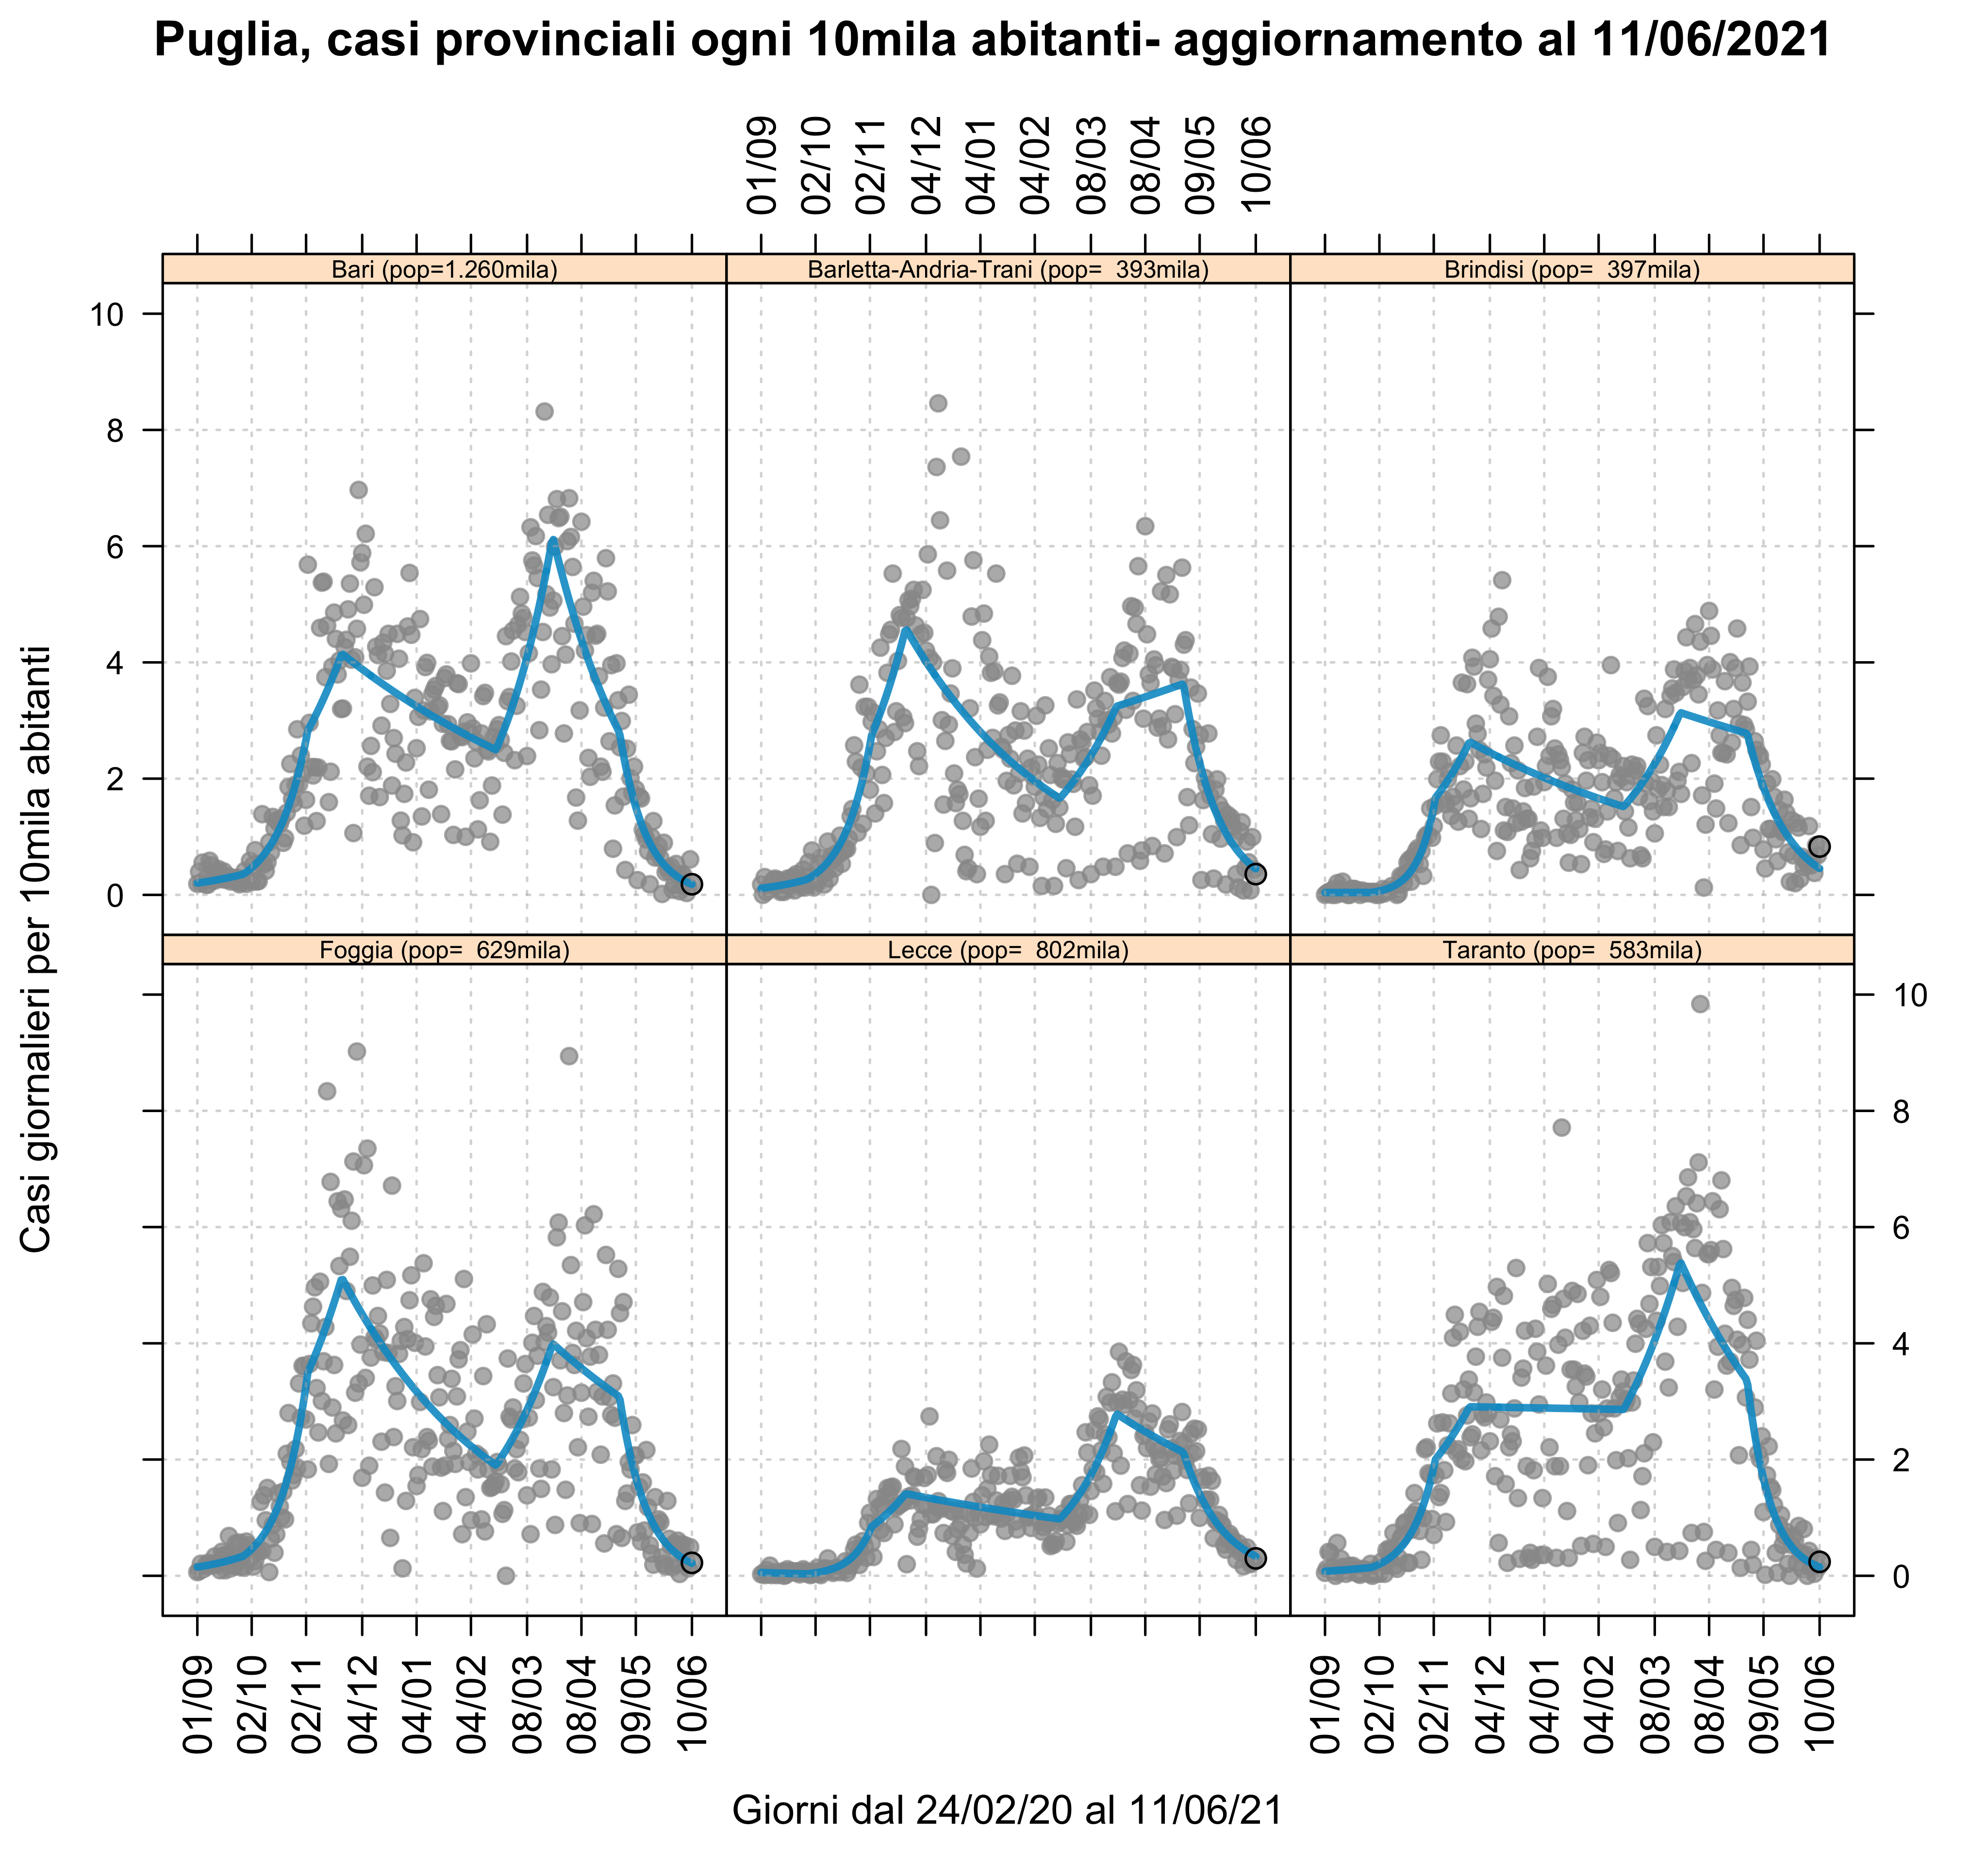 Puglia, casi provinciali ogni 10mila abitanti- aggiornamento al 11/06/2021
01/09 02/10 02/11 04/12 04/01 04/02 08/03 08/04 09/05 10/06
Bari (pop=1.260mila) Barletta-Andria-Trani (pop=  393mila) Brindisi (pop=  397mila)
10
8
6
4
2
0
Casi giornalieri per 10mila abitanti
Foggia (pop=  629mila) Lecce (pop=  802mila) Taranto (pop=  583mila)
10
8
6
4
2
0
01/09 02/10 02/11 04/12 04/01 04/02 08/03 08/04 09/05 10/06 01/09 02/10 02/11 04/12 04/01 04/02 08/03 08/04 09/05 10/06
Giorni dal 24/02/20 al 11/06/21